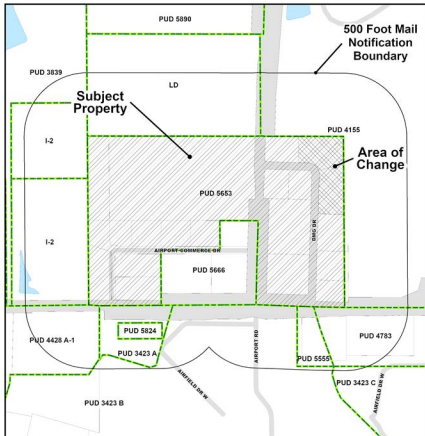 PUD 5890
500 Foot Mail
Notification
Boundary
PUD 3839
LD
Subject
Property
PUD 4155
I-2
Area of
Change
PUD 5653
I-2
DMG DR
AIRPORT COMMERCE DR
PUD 5666
PUD 4428 A-1
PUD 5824
PUD 3423 A
AIRPORT RD
PUD 5555
PUD 4783
AIRFIELD DR W
PUD 3423 C
AIRFIELD DR W
PUD 3423 B